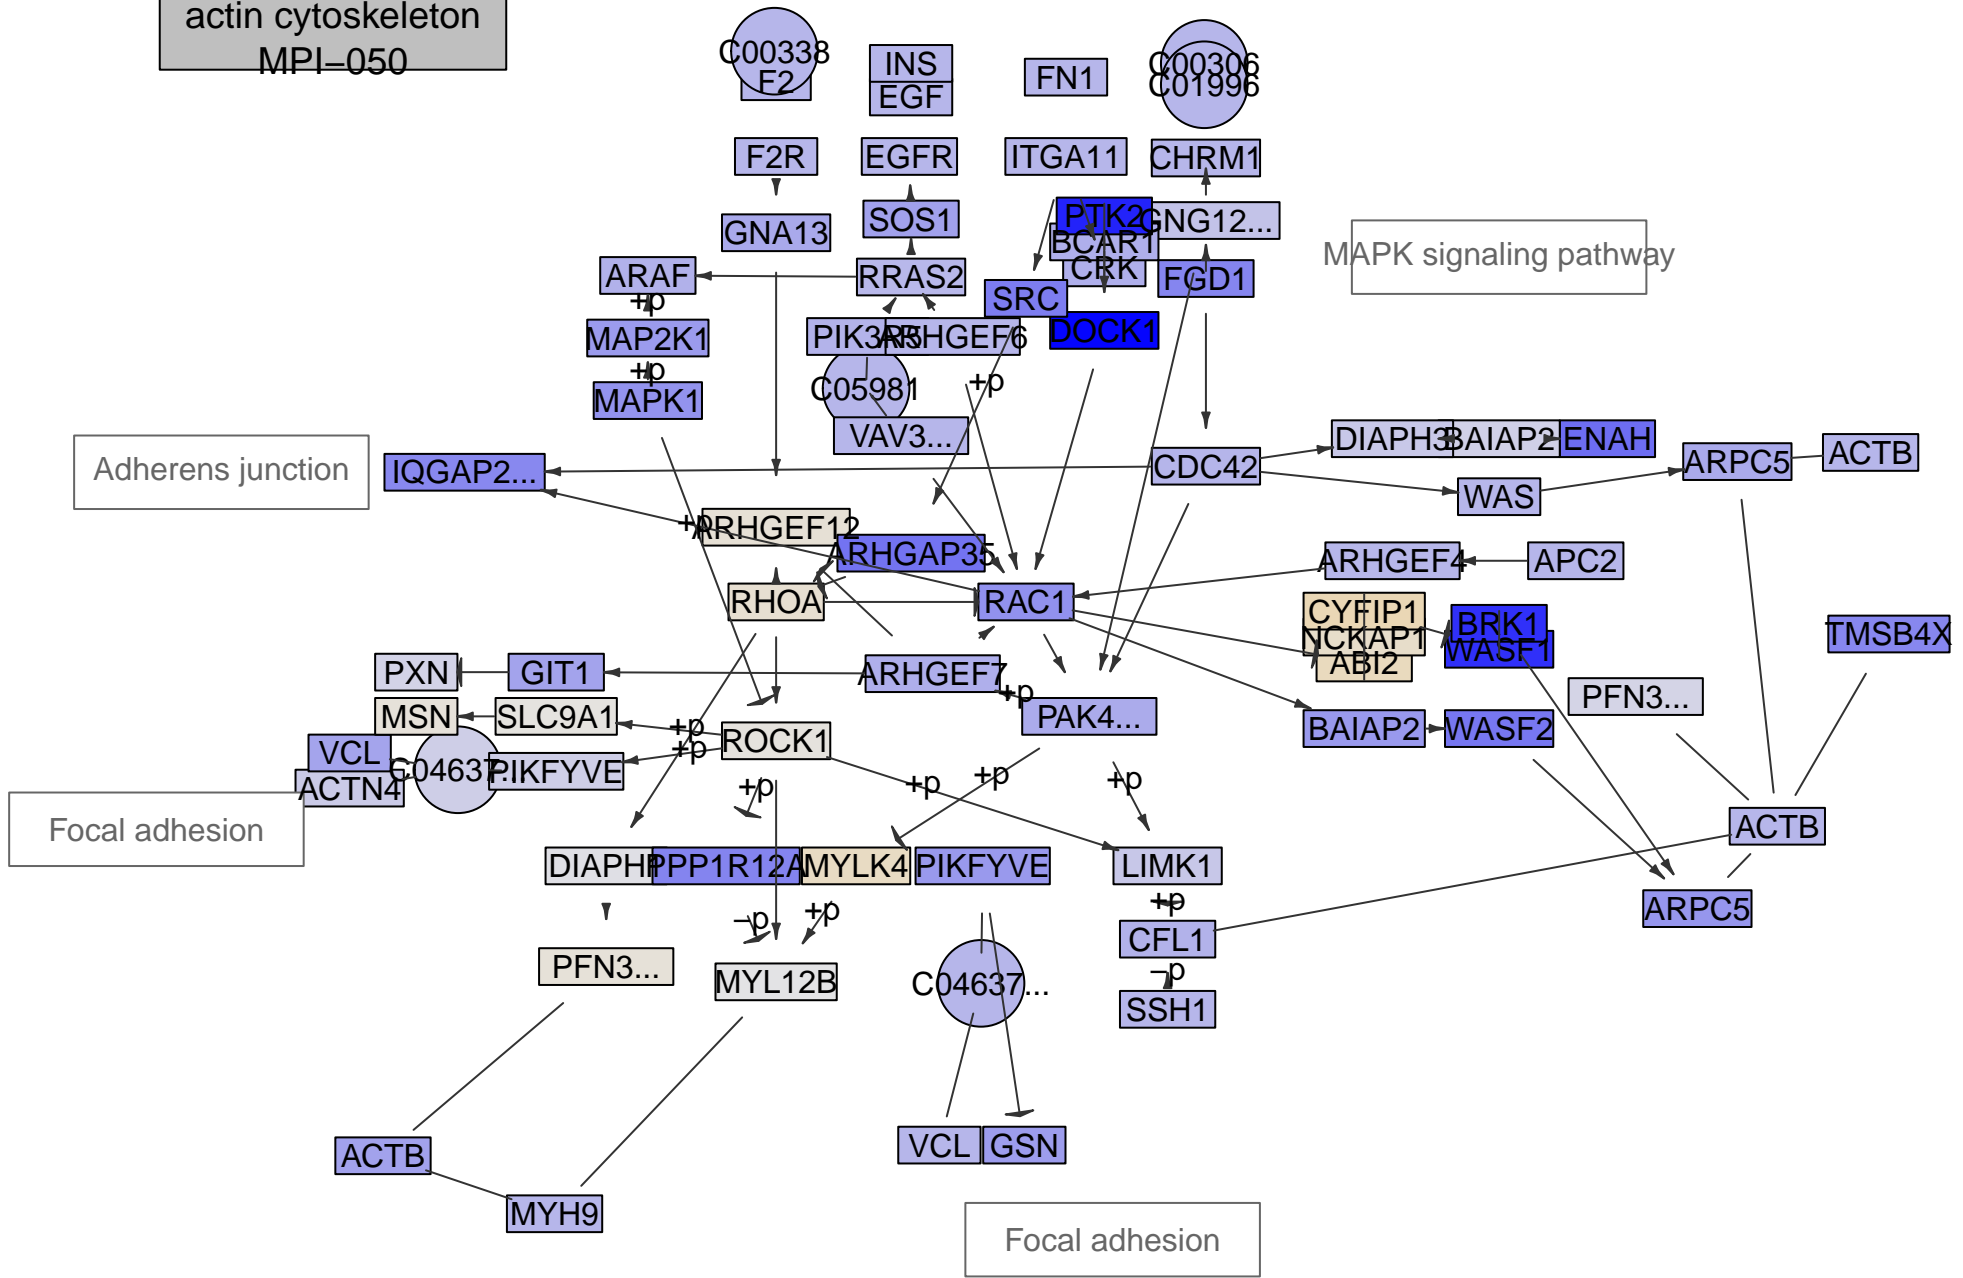 actin cytoskeleton
MPI−050
C00338
F2
INS
EGF
FN1
C00306
C01996
F2R
EGFR
ITGA11
CHRM1
GNA13
SOS1
PTK2
BCAR1
CRK
GNG12...
MAPK signaling pathway
ARAF
RRAS2
SRC
FGD1
+p
MAP2K1
PIK3R5
ARHGEF6
DOCK1
+p
MAPK1
C05981
+p
VAV3...
Adherens junction
IQGAP2...
CDC42
DIAPH3
BAIAP2
ENAH
ARPC5
ACTB
WAS
+p
ARHGEF12
ARHGAP35
ARHGEF4
APC2
RHOA
RAC1
CYFIP1
NCKAP1
ABI2
BRK1
WASF1
TMSB4X
PXN
GIT1
ARHGEF7
+p
PFN3...
MSN
SLC9A1
+p
ROCK1
PAK4...
BAIAP2
WASF2
VCL
ACTN4
C04637...
PIKFYVE
+p
+p
+p
+p
+p
Focal adhesion
ACTB
PPP1R12A
MYLK4
PIKFYVE
LIMK1
−p
+p
+p
ARPC5
CFL1
PFN3...
MYL12B
C04637...
−p
SSH1
ACTB
VCL
GSN
MYH9
Focal adhesion